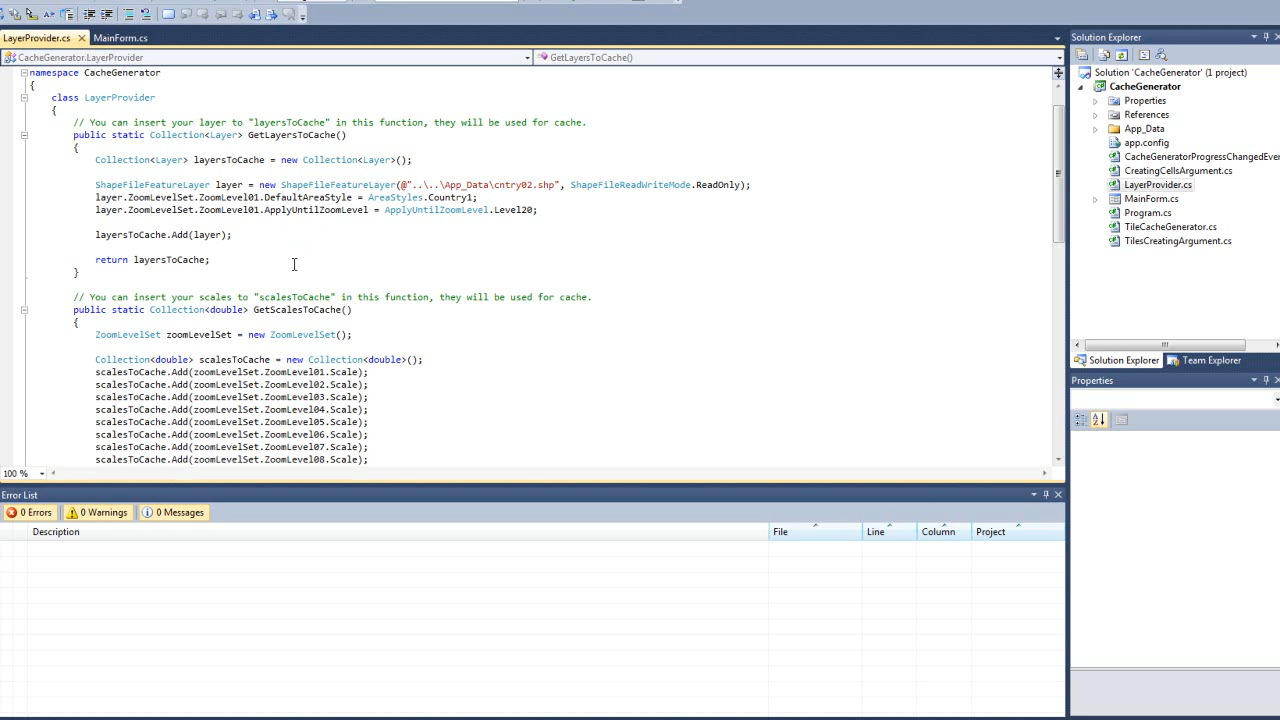 LayerProvider.cs
MainForm.cs
CacheGenerator.LayerProvider
GetLayersToCache()
namespace CacheGenerator
{
class LayerProvider
{
// You can insert your layer to "layersToCache" in this function, they will be used for cache.
public static Collection<Layer> GetLayersToCache()
{
Collection<Layer> layersToCache = new Collection<Layer>();
ShapeFileFeatureLayer layer = new ShapeFileFeatureLayer(@"..\..\App_Data\cntry02.shp", ShapeFileReadWriteMode.ReadOnly);
layer.ZoomLevelSet.ZoomLevel01.DefaultAreaStyle = AreaStyles.Country1;
layer.ZoomLevelSet.ZoomLevel01.ApplyUntilZoomLevel = ApplyUntilZoomLevel.Level20;
layersToCache.Add(layer);
return layersToCache;
}
// You can insert your scales to "scalesToCache" in this function, they will be used for cache.
public static Collection<double> GetScalesToCache()
{
ZoomLevelSet zoomLevelSet = new ZoomLevelSet();
Collection<double> scalesToCache = new Collection<double>();
scalesToCache.Add(zoomLevelSet.ZoomLevel01.Scale);
scalesToCache.Add(zoomLevelSet.ZoomLevel02.Scale);
scalesToCache.Add(zoomLevelSet.ZoomLevel03.Scale);
scalesToCache.Add(zoomLevelSet.ZoomLevel04.Scale);
scalesToCache.Add(zoomLevelSet.ZoomLevel05.Scale);
scalesToCache.Add(zoomLevelSet.ZoomLevel06.Scale);
scalesToCache.Add(zoomLevelSet.ZoomLevel07.Scale);
scalesToCache.Add(zoomLevelSet.ZoomLevel08.Scale);
100 %
Error List
0 Errors
0 Warnings
0 Messages
Description File Line Column Project
Solution Explorer
Solution 'CacheGenerator' (1 project)
CacheGenerator
Properties
References
App_Data
app.config
CacheGeneratorProgressChangedEve
CreatingCellsArgument.cs
LayerProvider.cs
MainForm.cs
Program.cs
TileCacheGenerator.cs
TilesCreatingArgument.cs
Solution Explorer
Team Explorer
Properties